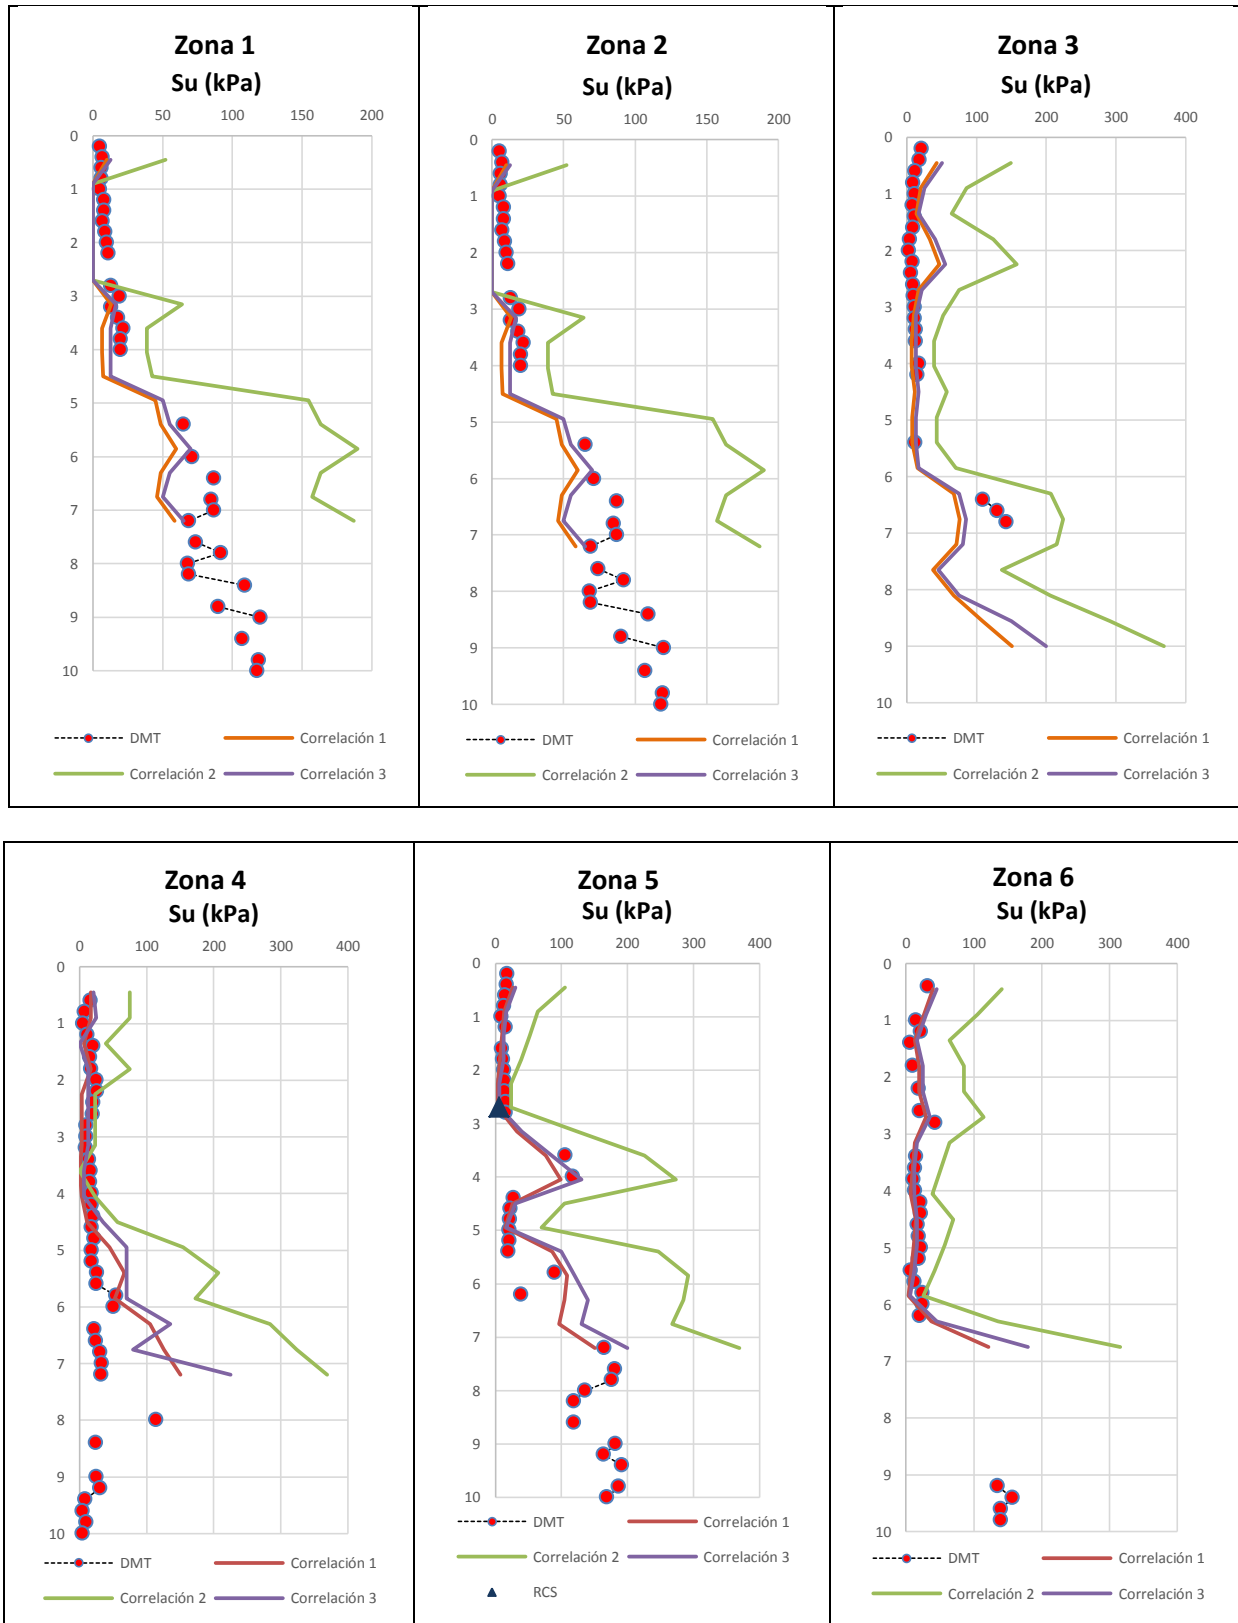 Zona 1
Su (kPa)
0 50 100 150 200
0
1
2
3
4
5
6
7
8
9
10
DMT Correlación 1
Correlación 2 Correlación 3
Zona 2
Su (kPa)
0 50 100 150 200
0
1
2
3
4
5
6
7
8
9
10
DMT Correlación 1
Correlación 2 Correlación 3
Zona 3
Su (kPa)
0 100 200 300 400
0
1
2
3
4
5
6
7
8
9
10
DMT Correlación 1
Correlación 2 Correlación 3
Zona 4
Su (kPa)
0 100 200 300 400
0
1
2
3
4
5
6
7
8
9
10
DMT Correlación 1
Correlación 2 Correlación 3
Zona 5
Su (kPa)
0 100 200 300 400
0
1
2
3
4
5
6
7
8
9
10
DMT Correlación 1
Correlación 2 Correlación 3
RCS
Zona 6
Su (kPa)
0 100 200 300 400
0
1
2
3
4
5
6
7
8
9
10
DMT Correlación 1
Correlación 2 Correlación 3